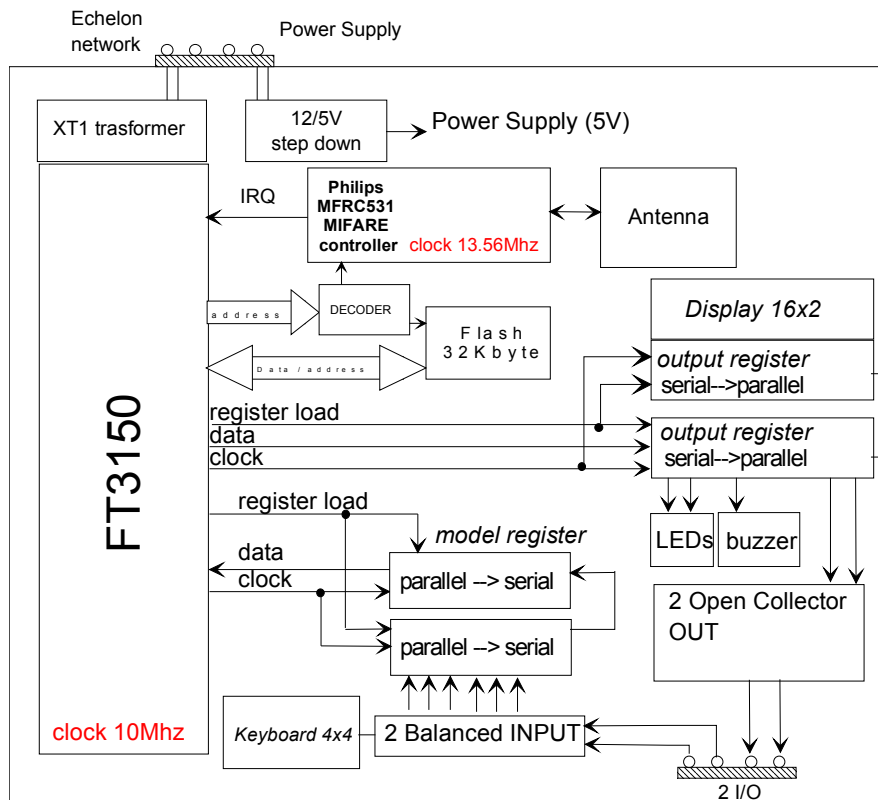 Echelon
network
Power Supply
XT1 trasformer
12/5V
step down
Power Supply (5V)
IRQ
Philips
MFRC531
MIFARE
controller
clock 13.56Mhz
Antenna
address
DECODER
Flash
32Kbyte
Data / address
Display 16x2
output register
serial-->parallel
FT3150
register load
data
clock
output register
serial-->parallel
register load
model register
LEDs
buzzer
data
clock
parallel --> serial
parallel --> serial
2 Open Collector
OUT
clock 10Mhz
Keyboard 4x4
2 Balanced INPUT
2 I/O